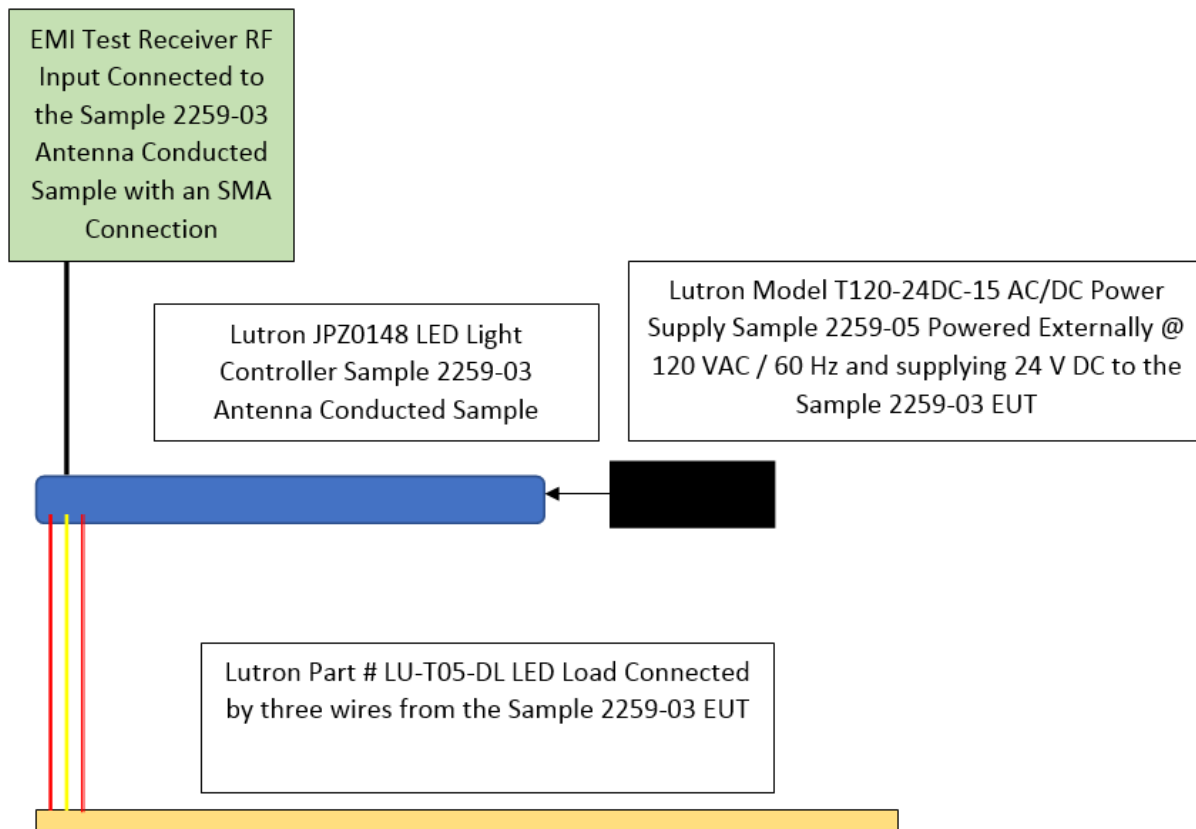 EMI Test Receiver RF
Input Connected to
the Sample 2259-03
Antenna Conducted
Sample with an SMA
Connection
Lutron JPZ0148 LED Light
Controller Sample 2259-03
Antenna Conducted Sample
Lutron Model T120-24DC-15 AC/DC Power
Supply Sample 2259-05 Powered Externally @
120 VAC / 60 Hz and supplying 24 V DC to the
Sample 2259-03 EUT
Lutron Part # LU-T05-DL LED Load Connected
by three wires from the Sample 2259-03 EUT